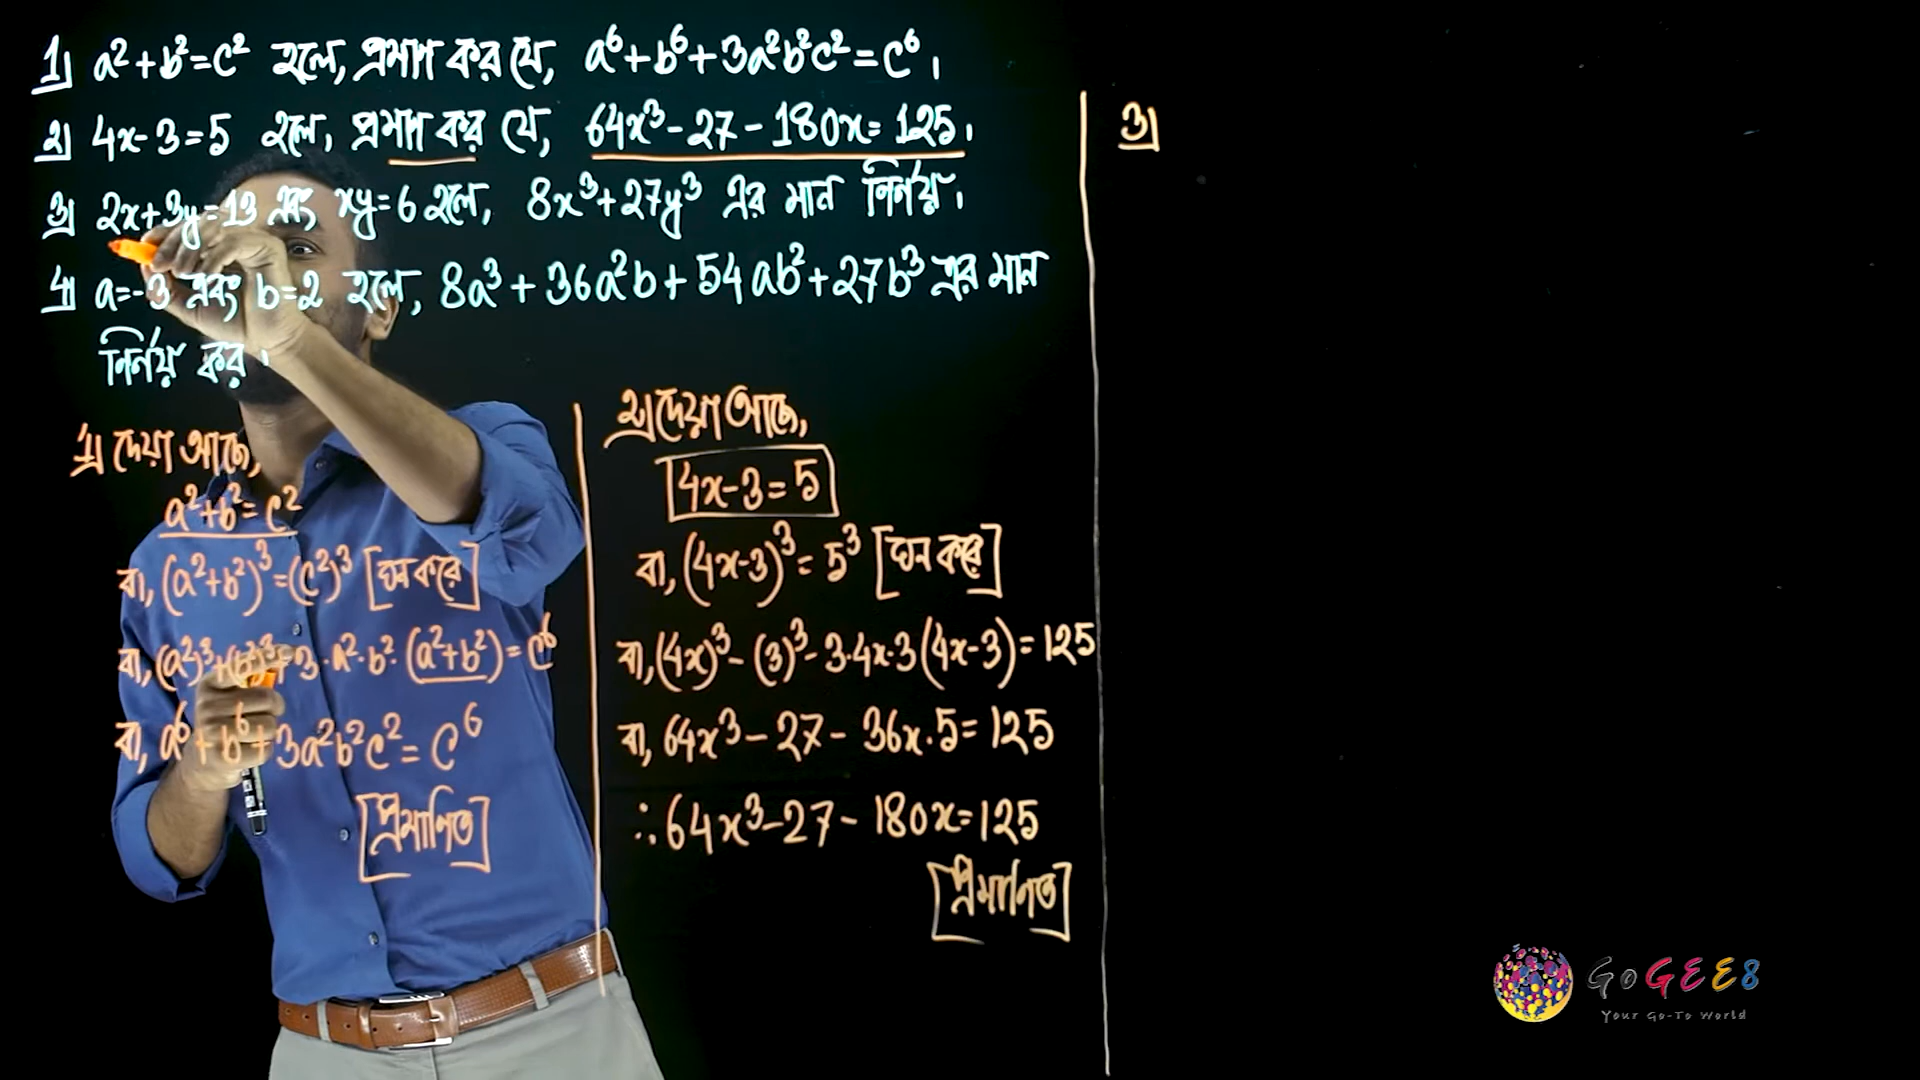 ১) a²+b²=c² হলে, প্রমাণ কর যে, a⁶+b⁶+3a²b²c²=c⁶।
২) 4x-3=5 হলে, প্রমাণ কর যে, 64x³-27-180x=125।
৩) 2x+3y=13 এবং xy=6 হলে, 8x³+27y³ এর মান নির্ণয়।
৪) a=-3 এবং b=2 হলে, 8a³+36a²b+54ab²+27b³ এর মান
নির্ণয় কর।
১) দেয়া আছে,
a²+b²=c²
বা, (a²+b²)³=(c²)³ [ঘন করে]
বা, (a²)³+(b²)³+3·a²·b²·(a²+b²)=c⁶
বা, a⁶+b⁶+3a²b²c²=c⁶
[প্রমাণিত]
২) দেয়া আছে,
4x-3=5
বা, (4x-3)³=5³ [ঘন করে]
বা, (4x)³-(3)³-3·4x·3(4x-3)=125
বা, 64x³-27-36x·5=125
∴64x³-27-180x=125
[প্রমাণিত]
৩)
GoGEE8
Your Go-To World